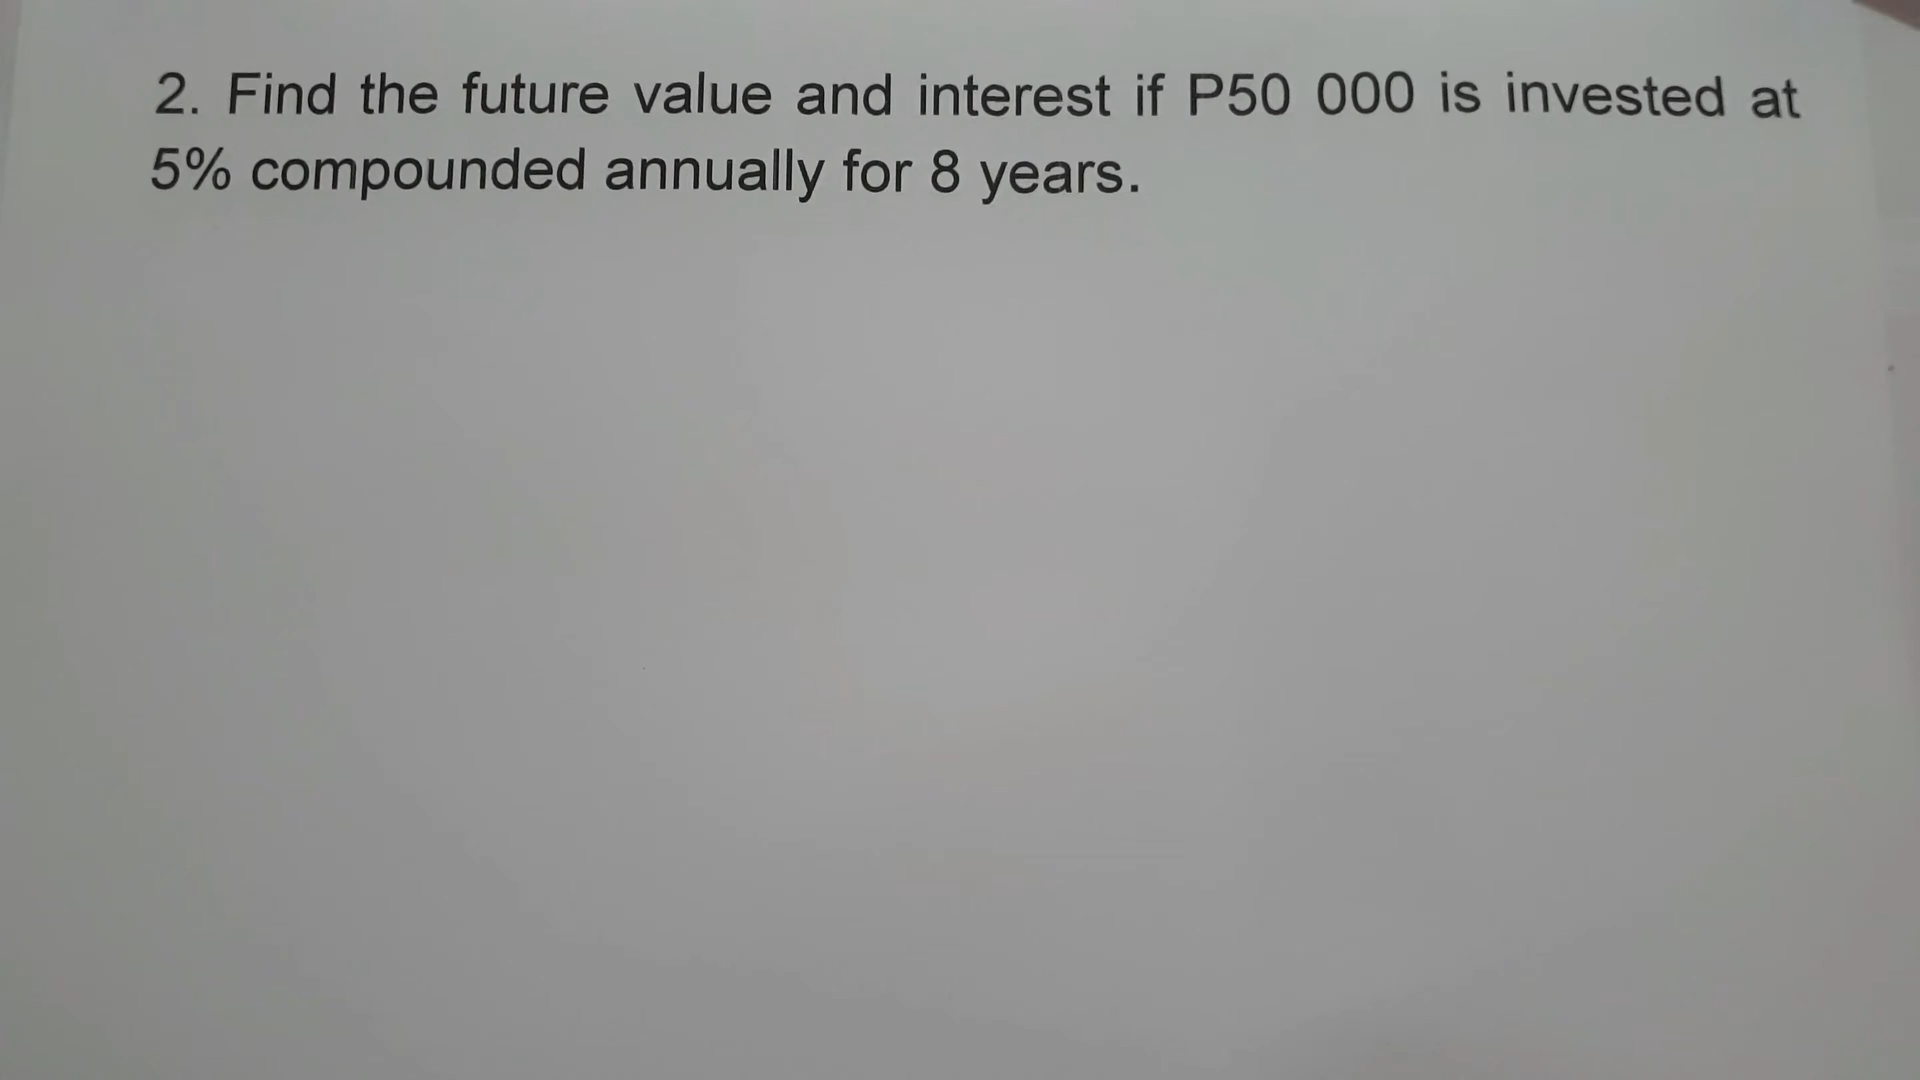 2. Find the future value and interest if P50 000 is invested at
5% compounded annually for 8 years.